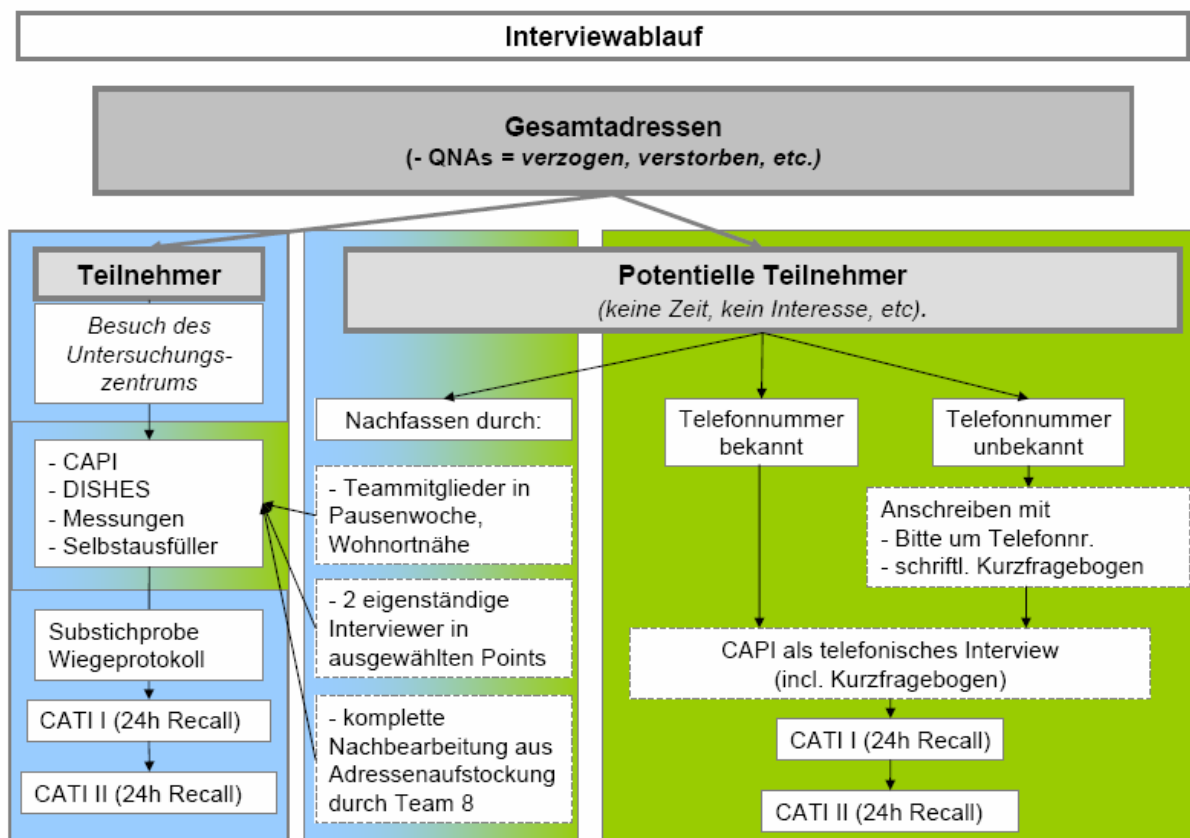 Interviewablauf
Gesamtadressen
(- QNAs = verzogen, verstorben, etc.)
Teilnehmer
Besuch des
Untersuchungs-
zentrums
- CAPI
- DISHES
- Messungen
- Selbstausfüller
Substichprobe
Wiegeprotokoll
CATI I (24h Recall)
CATI II (24h Recall)
Potentielle Teilnehmer
(keine Zeit, kein Interesse, etc).
Nachfassen durch:
- Teammitglieder in
Pausenwoche,
Wohnortnähe
- 2 eigenständige
Interviewer in
ausgewählten Points
- komplette
Nachbearbeitung aus
Adressenaufstockung
durch Team 8
Telefonnummer
bekannt
Telefonnummer
unbekannt
Anschreiben mit
- Bitte um Telefonnr.
- schriftl. Kurzfragebogen
CAPI als telefonisches Interview
(incl. Kurzfragebogen)
CATI I (24h Recall)
CATI II (24h Recall)